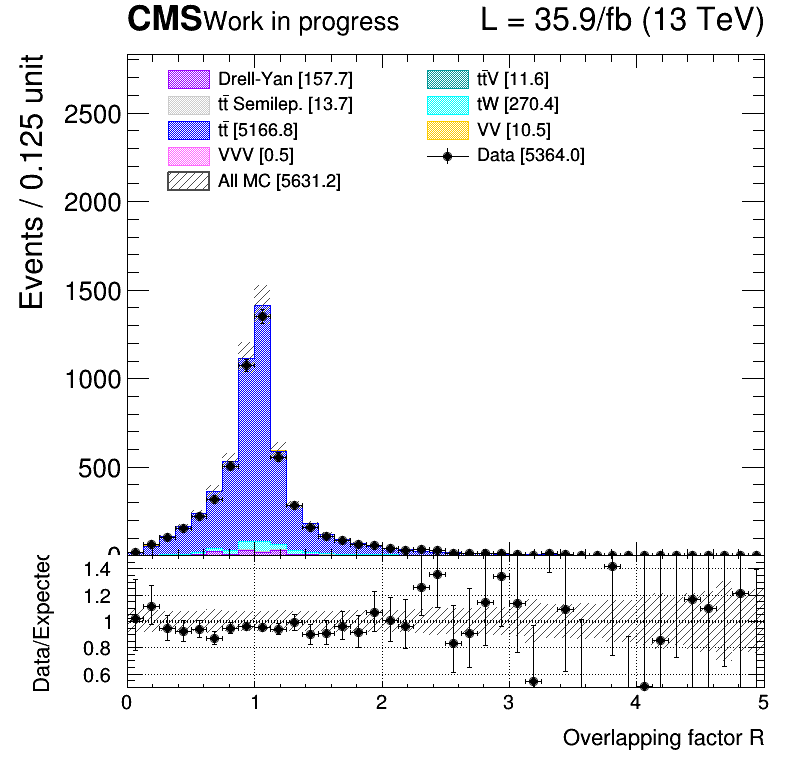 CMS Work in progress L = 35.9/fb (13 TeV)
Drell-Yan [157.7]
tt̄ Semilep. [13.7]
tt̄ [5166.8]
VVV [0.5]
All MC [5631.2]
tt̄V [11.6]
tW [270.4]
VV [10.5]
Data [5364.0]
Events / 0.125 unit
2500
2000
1500
1000
500
0
Data/Expected
1.4
1.2
1
0.8
0.6
0 1 2 3 4 5
Overlapping factor R